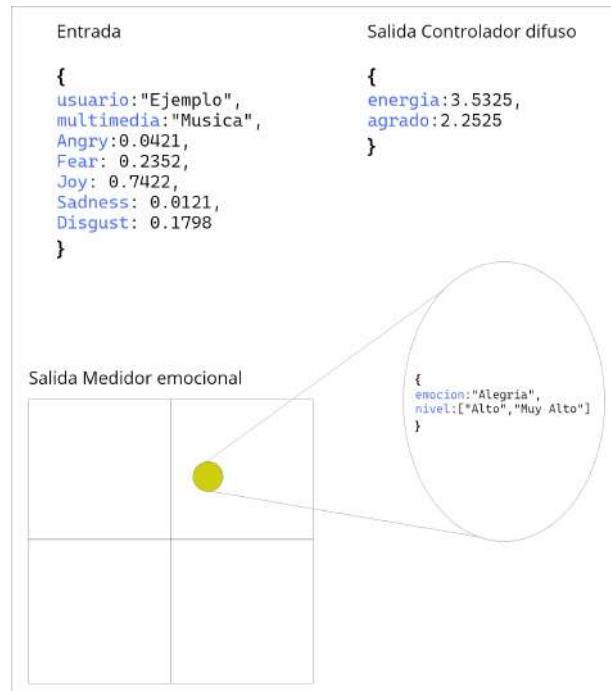 Entrada
{
usuario:"Ejemplo",
multimedia:"Musica",
Angry:0.0421,
Fear: 0.2352,
Joy: 0.7422,
Sadness: 0.0121,
Disgust: 0.1798
}
Salida Controlador difuso
{
energia:3.5325,
agrado:2.2525
}
Salida Medidor emocional
{
emocion:"Alegria",
nivel:["Alto","Muy Alto"]
}